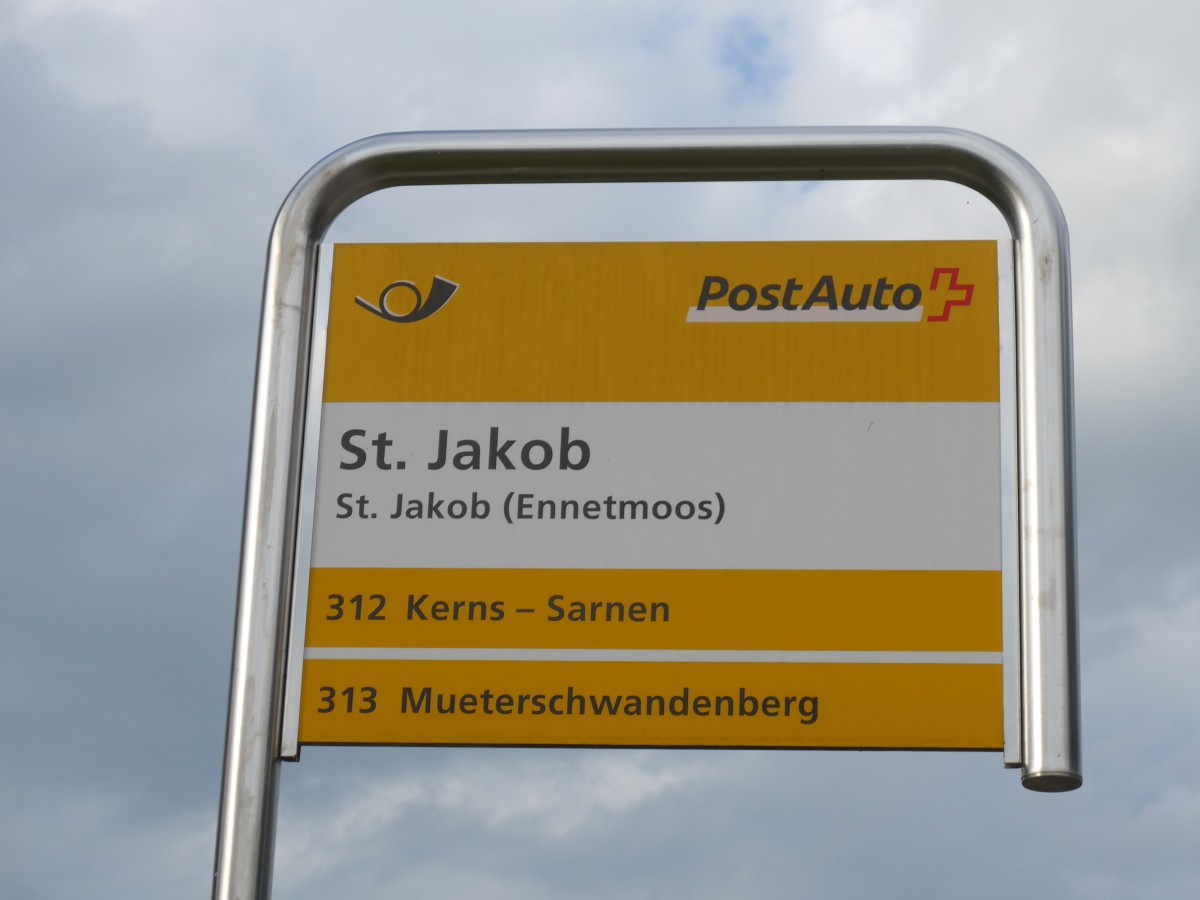 PostAuto
St. Jakob
St. Jakob (Ennetmoos)
312 Kerns – Sarnen
313 Mueterschwandenberg